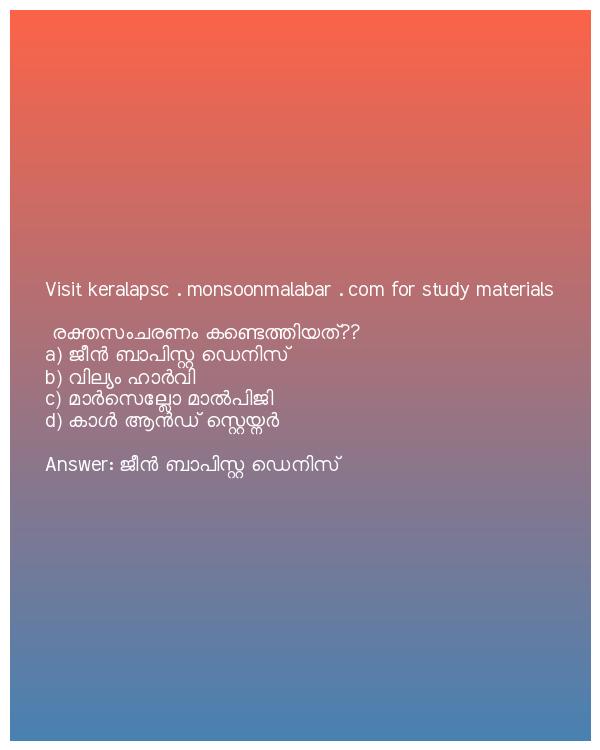 Visit keralapsc . monsoonmalabar . com for study materials
രക്തസംചരണം കണ്ടെത്തിയത്??
a) ജീൻ ബാപിസ്റ്റ ഡെനിസ്
b) വില്യം ഹാർവി
c) മാർസെല്ലോ മാൽപിജി
d) കാൾ ആൻഡ് സ്റ്റെയ്നർ
Answer: ജീൻ ബാപിസ്റ്റ ഡെനിസ്